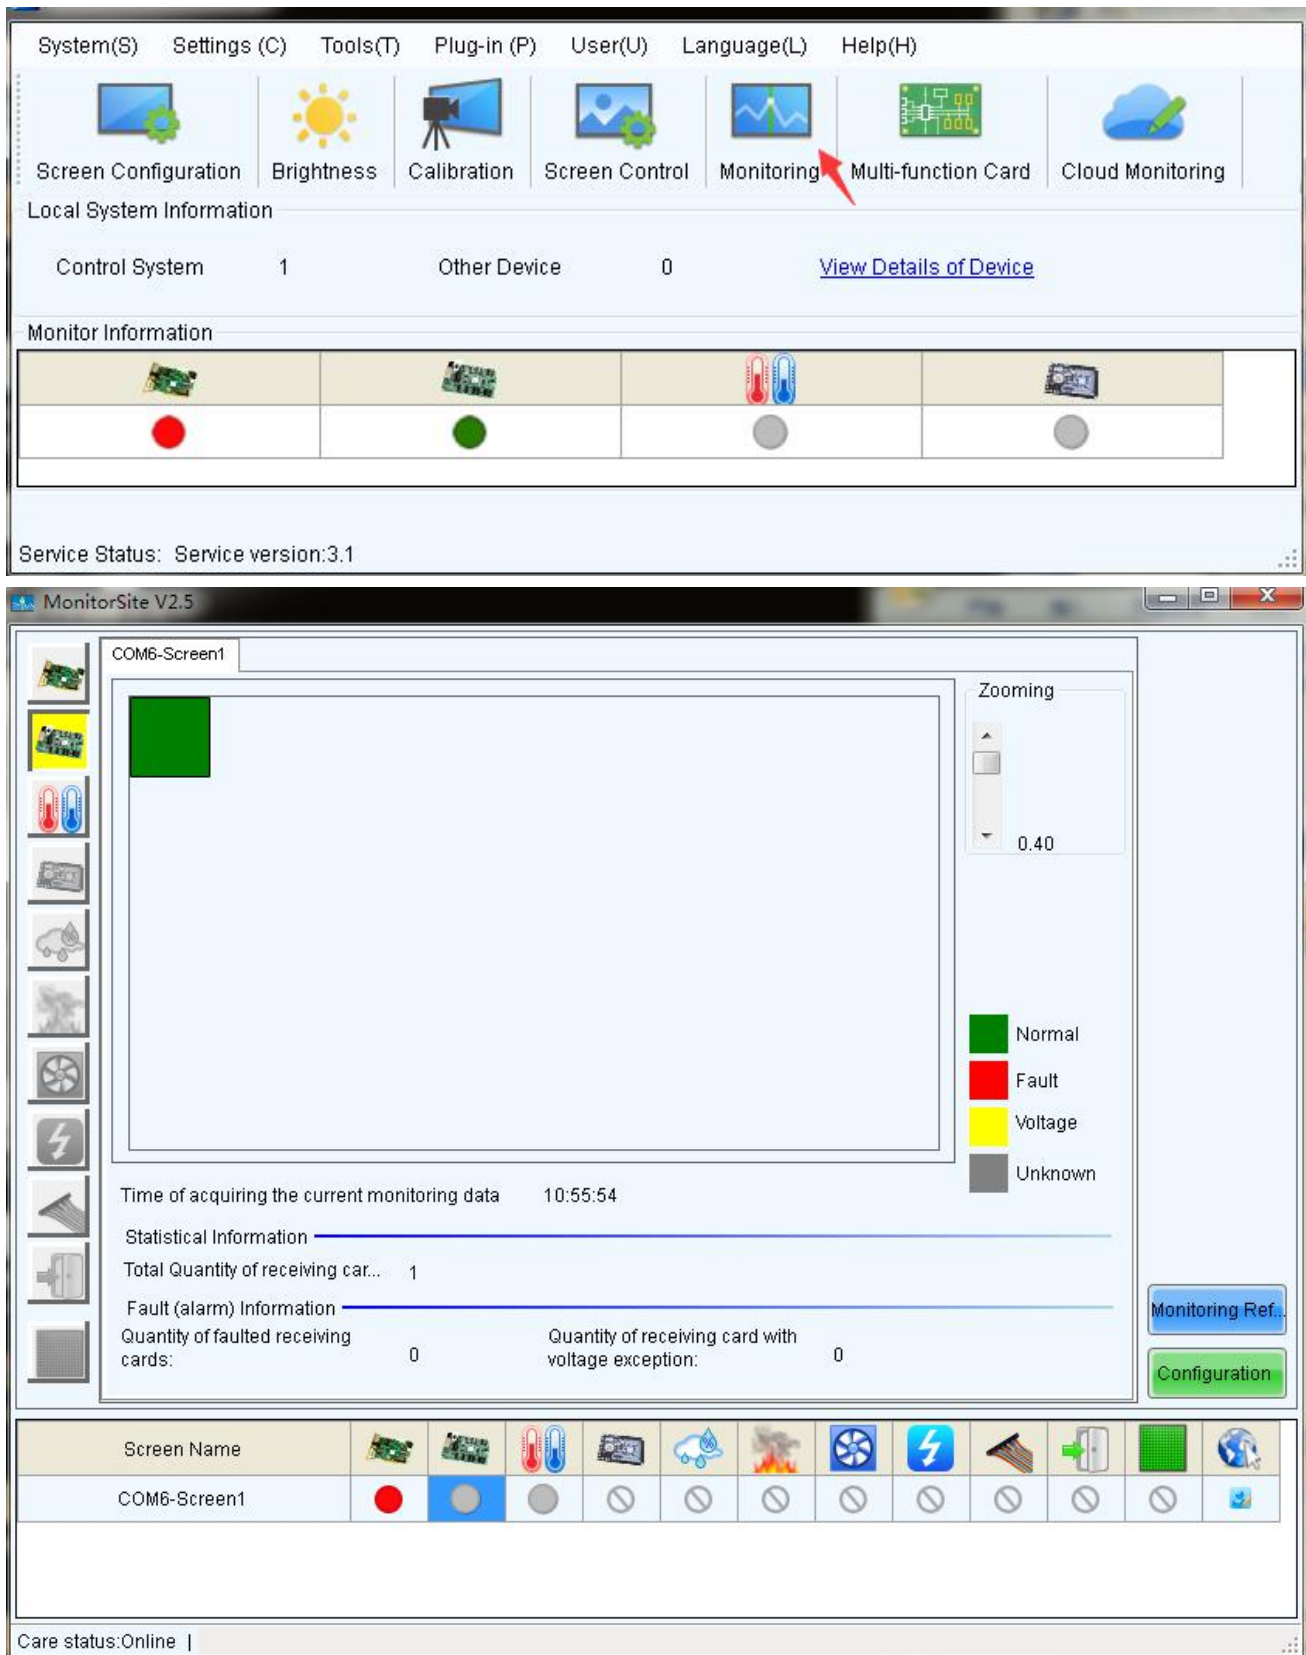 System(S) Settings (C) Tools(T) Plug-in (P) User(U) Language(L) Help(H)
Screen Configuration Brightness Calibration Screen Control Monitoring Multi-function Card Cloud Monitoring
Local System Information
Control System 1 Other Device 0 View Details of Device
Monitor Information
Service Status: Service version:3.1
MonitorSite V2.5
COM6-Screen1
Zooming
0.40
Normal
Fault
Voltage
Unknown
Time of acquiring the current monitoring data 10:55:54
Statistical Information
Total Quantity of receiving car... 1
Fault (alarm) Information
Quantity of faulted receiving
cards: 0
Quantity of receiving card with
voltage exception: 0
Monitoring Ref...
Configuration
Screen Name
COM6-Screen1
Care status:Online |